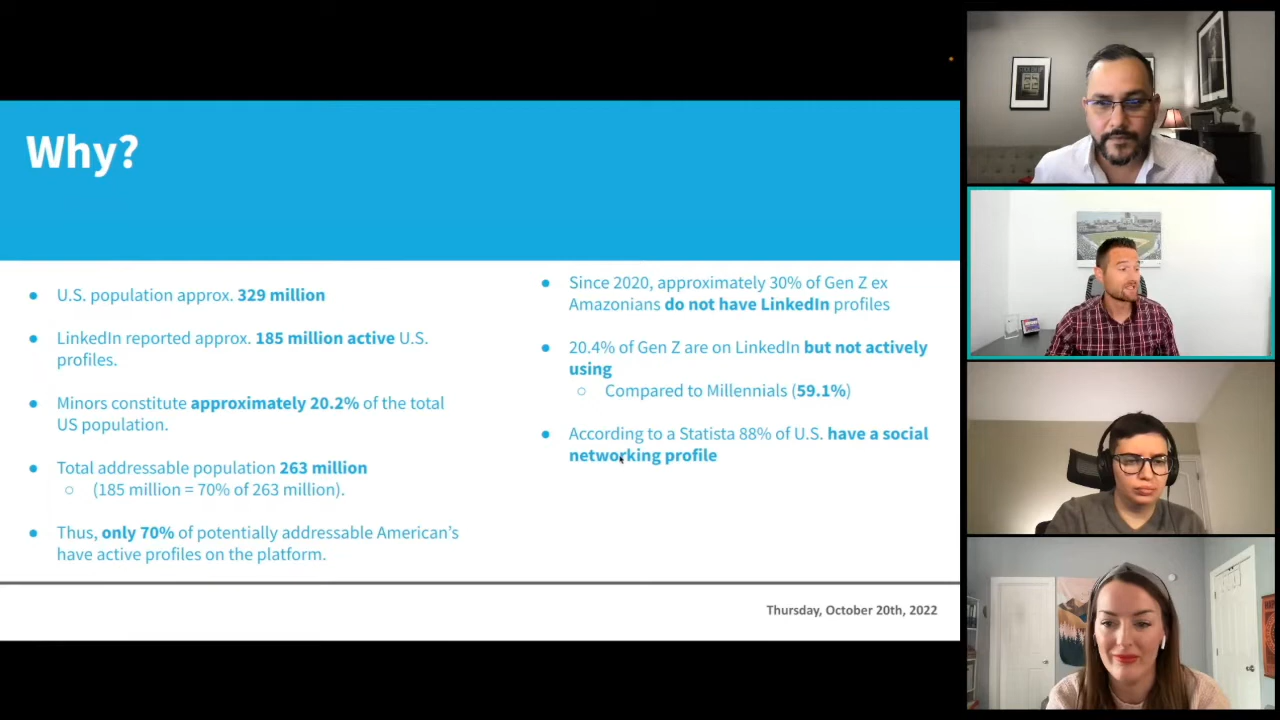 Why?
● U.S. population approx. 329 million
● LinkedIn reported approx. 185 million active U.S.
profiles.
● Minors constitute approximately 20.2% of the total
US population.
● Total addressable population 263 million
○ (185 million = 70% of 263 million).
● Thus, only 70% of potentially addressable American's
have active profiles on the platform.
● Since 2020, approximately 30% of Gen Z ex
Amazonians do not have LinkedIn profiles
● 20.4% of Gen Z are on LinkedIn but not actively
using
○ Compared to Millennials (59.1%)
● According to a Statista 88% of U.S. have a social
networking profile
Thursday, October 20th, 2022